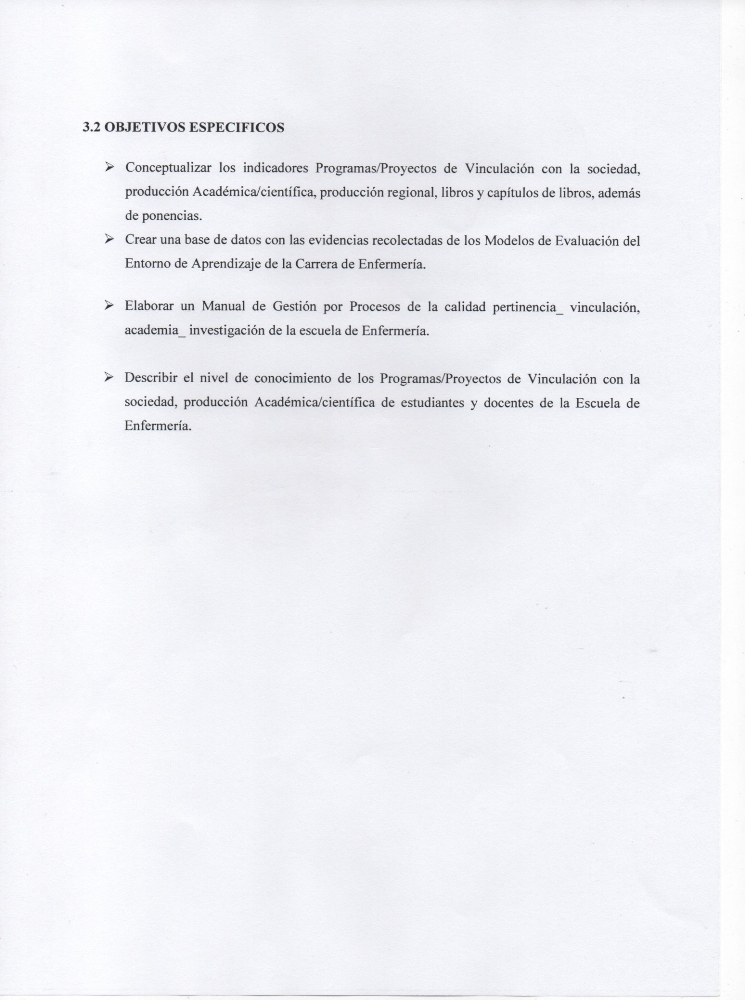 3.2 OBJETIVOS ESPECIFICOS
➢ Conceptualizar los indicadores Programas/Proyectos de Vinculación con la sociedad,
producción Académica/científica, producción regional, libros y capítulos de libros, además
de ponencias.
➢ Crear una base de datos con las evidencias recolectadas de los Modelos de Evaluación del
Entorno de Aprendizaje de la Carrera de Enfermería.
➢ Elaborar un Manual de Gestión por Procesos de la calidad pertinencia_ vinculación,
academia_ investigación de la escuela de Enfermería.
➢ Describir el nivel de conocimiento de los Programas/Proyectos de Vinculación con la
sociedad, producción Académica/científica de estudiantes y docentes de la Escuela de
Enfermería.